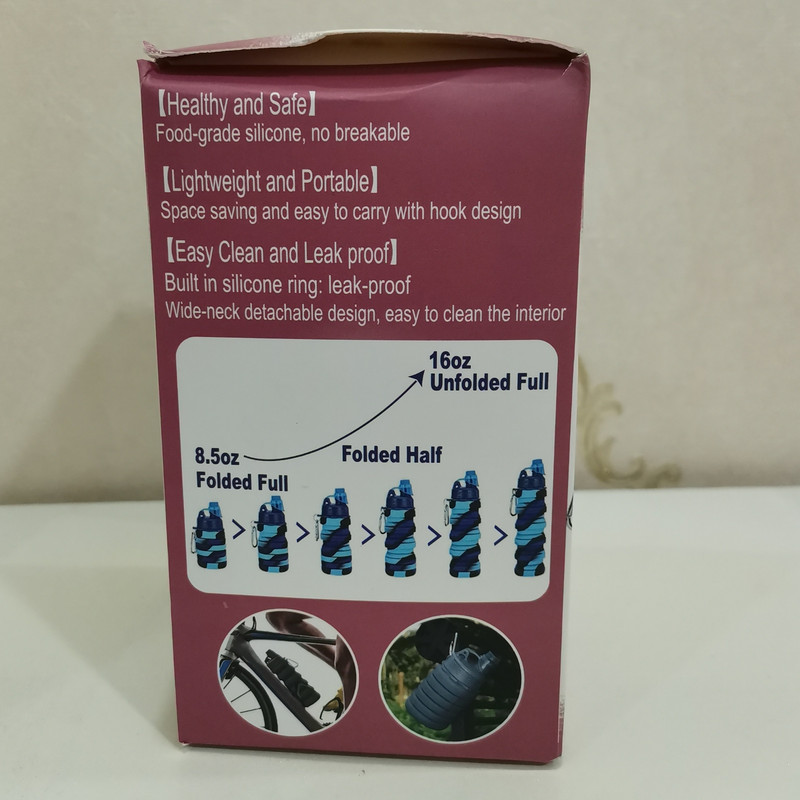 【Healthy and Safe】
Food-grade silicone, no breakable
【Lightweight and Portable】
Space saving and easy to carry with hook design
【Easy Clean and Leak proof】
Built in silicone ring: leak-proof
Wide-neck detachable design, easy to clean the interior
16oz
Unfolded Full
8.5oz
Folded Full
Folded Half